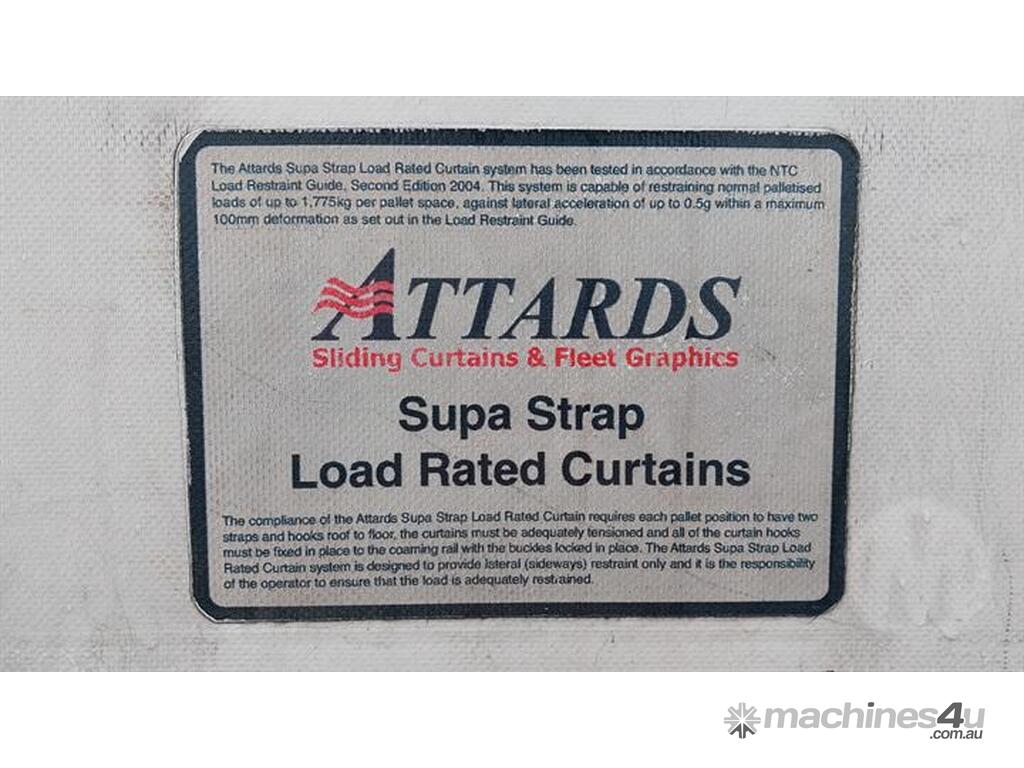 The Attards Supa Strap Load Rated Curtain system has been tested in accordance with the NTC
Load Restraint Guide, Second Edition 2004. This system is capable of restraining normal palletised
loads of up to 1,775kg per pallet space, against lateral acceleration of up to 0.5g within a maximum
100mm deformation as set out in the Load Restraint Guide.
ATTARDS
Sliding Curtains & Fleet Graphics
Supa Strap
Load Rated Curtains
The compliance of the Attards Supa Strap Load Rated Curtain requires each pallet position to have two
straps and hooks roof to floor, the curtains must be adequately tensioned and all of the curtain hooks
must be fixed in place to the coaming rail with the buckles locked in place. The Attards Supa Strap Load
Rated Curtain system is designed to provide lateral (sideways) restraint only and it is the responsibility
of the operator to ensure that the load is adequately restrained.
machines4u
.com.au